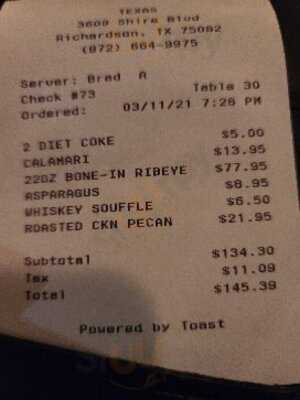 TEXAS
3600 Shire Blvd
Richardson, TX 75082
(972) 664-9975
Server: Brad A
Check #73 Table 30
Ordered: 03/11/21 7:28 PM
2 DIET COKE $5.00
CALAMARI $13.95
22OZ BONE-IN RIBEYE $77.95
ASPARAGUS $8.95
WHISKEY SOUFFLE $6.50
ROASTED CKN PECAN $21.95
Subtotal $134.30
Tax $11.09
Total $145.39
Powered by Toast